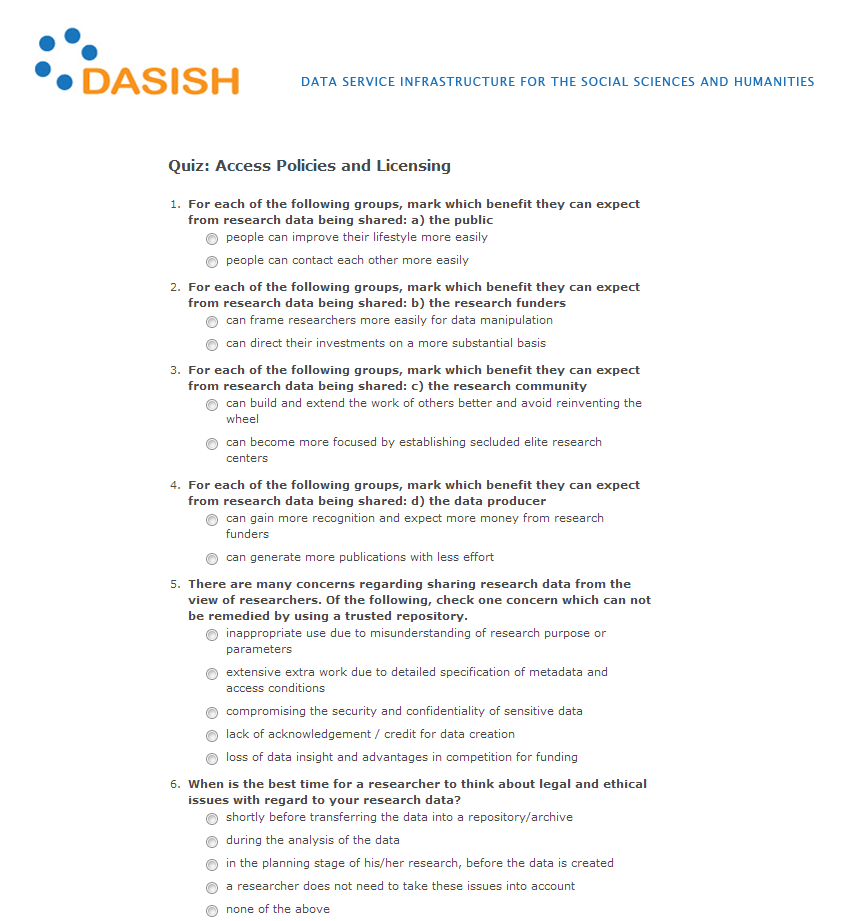 DASISH
DATA SERVICE INFRASTRUCTURE FOR THE SOCIAL SCIENCES AND HUMANITIES
Quiz: Access Policies and Licensing
1. For each of the following groups, mark which benefit they can expect
from research data being shared: a) the public
people can improve their lifestyle more easily
people can contact each other more easily
2. For each of the following groups, mark which benefit they can expect
from research data being shared: b) the research funders
can frame researchers more easily for data manipulation
can direct their investments on a more substantial basis
3. For each of the following groups, mark which benefit they can expect
from research data being shared: c) the research community
can build and extend the work of others better and avoid reinventing the
wheel
can become more focused by establishing secluded elite research
centers
4. For each of the following groups, mark which benefit they can expect
from research data being shared: d) the data producer
can gain more recognition and expect more money from research
funders
can generate more publications with less effort
5. There are many concerns regarding sharing research data from the
view of researchers. Of the following, check one concern which can not
be remedied by using a trusted repository.
inappropriate use due to misunderstanding of research purpose or
parameters
extensive extra work due to detailed specification of metadata and
access conditions
compromising the security and confidentiality of sensitive data
lack of acknowledgement / credit for data creation
loss of data insight and advantages in competition for funding
6. When is the best time for a researcher to think about legal and ethical
issues with regard to your research data?
shortly before transferring the data into a repository/archive
during the analysis of the data
in the planning stage of his/her research, before the data is created
a researcher does not need to take these issues into account
none of the above